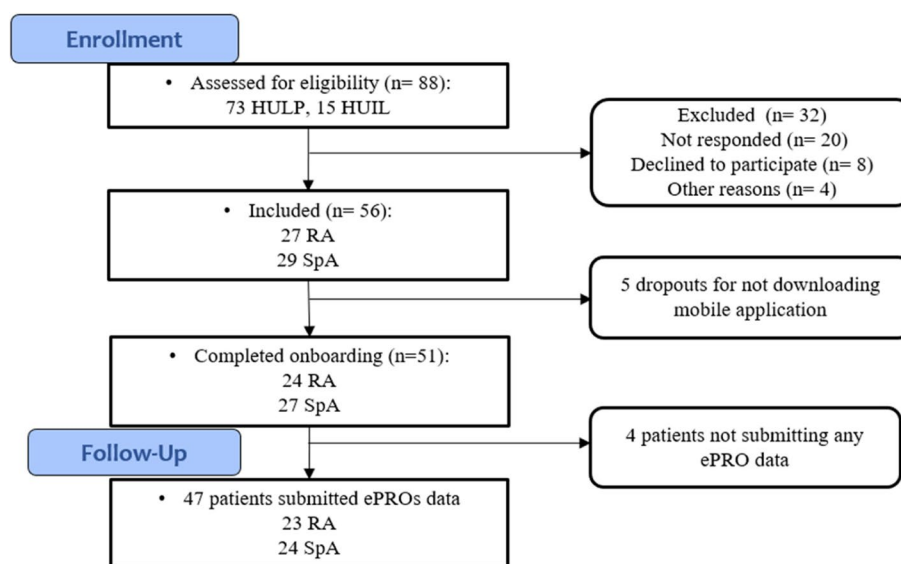 Enrollment
• Assessed for eligibility (n= 88):
73 HULP, 15 HUIL
Excluded (n= 32)
Not responded (n= 20)
Declined to participate (n= 8)
Other reasons (n= 4)
• Included (n= 56):
27 RA
29 SpA
5 dropouts for not downloading
mobile application
• Completed onboarding (n=51):
24 RA
27 SpA
Follow-Up
4 patients not submitting any
ePRO data
• 47 patients submitted ePROs data
23 RA
24 SpA